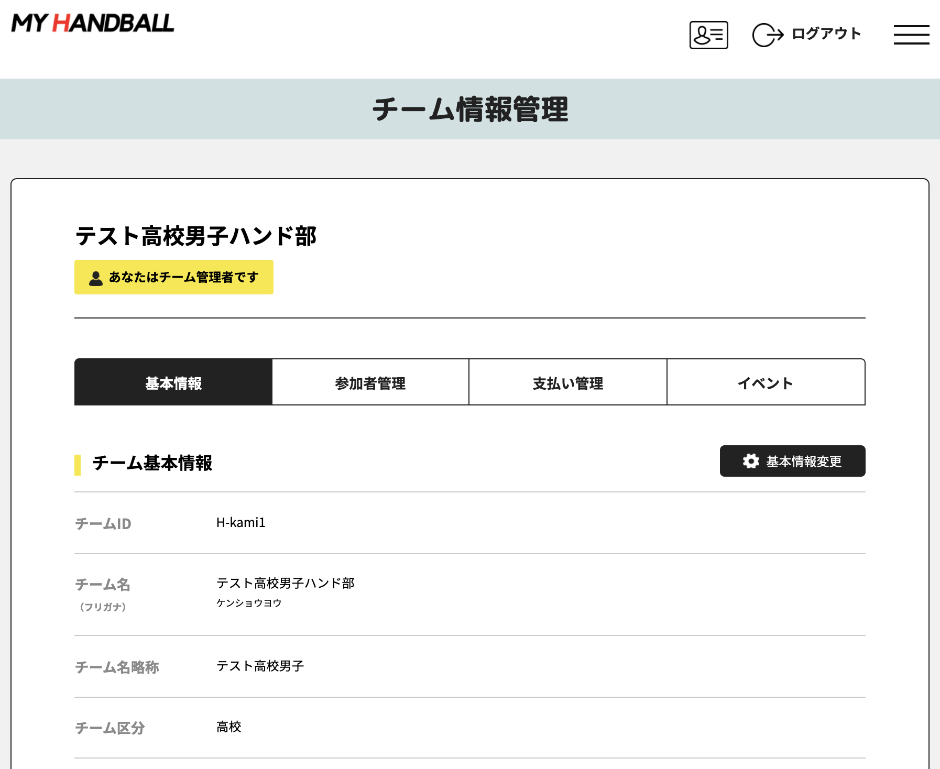 MY HANDBALL
ログアウト
チーム情報管理
テスト高校男子ハンド部
あなたはチーム管理者です
基本情報
参加者管理
支払い管理
イベント
チーム基本情報
基本情報変更
チームID
H-kami1
チーム名
（フリガナ）
テスト高校男子ハンド部
ケンショウヨウ
チーム名略称
テスト高校男子
チーム区分
高校